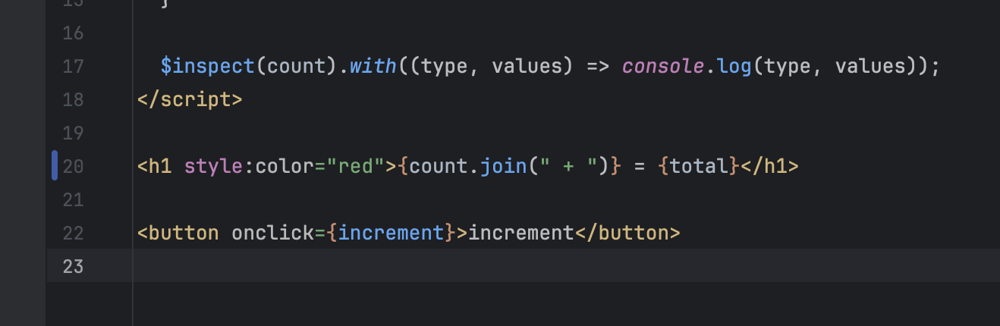 15 }
16
17 $inspect(count).with((type, values) => console.log(type, values));
18 </script>
19
20 <h1 style:color="red">{count.join(" + ")} = {total}</h1>
21
22 <button onclick={increment}>increment</button>
23